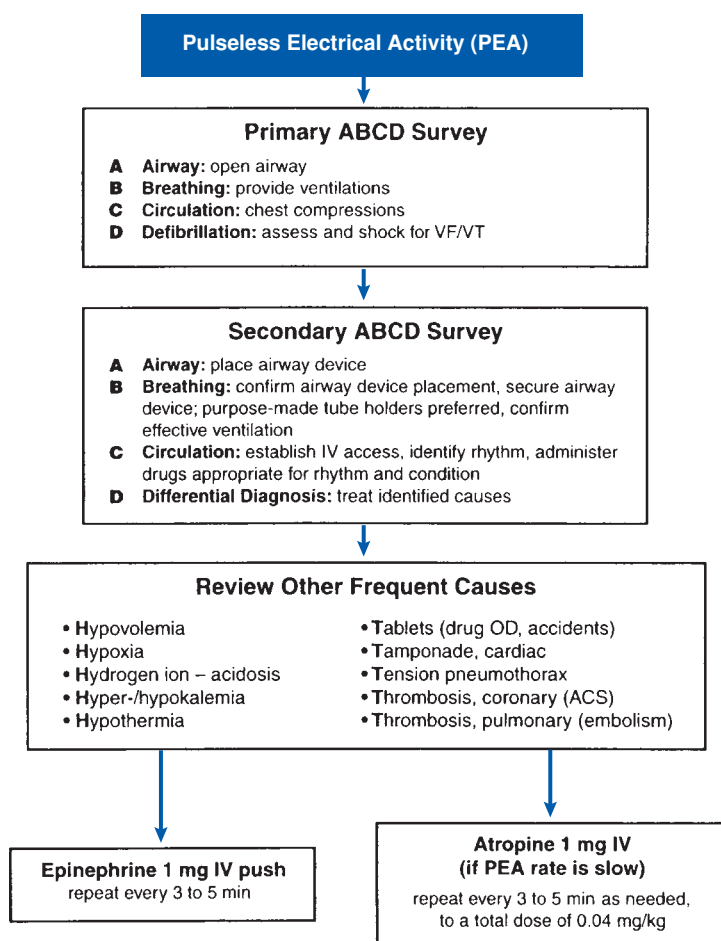 Pulseless Electrical Activity (PEA)
Primary ABCD Survey
A Airway: open airway
B Breathing: provide ventilations
C Circulation: chest compressions
D Defibrillation: assess and shock for VF/VT
Secondary ABCD Survey
A Airway: place airway device
B Breathing: confirm airway device placement, secure airway
device; purpose-made tube holders preferred, confirm
effective ventilation
C Circulation: establish IV access, identify rhythm, administer
drugs appropriate for rhythm and condition
D Differential Diagnosis: treat identified causes
Review Other Frequent Causes
• Hypovolemia
• Hypoxia
• Hydrogen ion – acidosis
• Hyper-/hypokalemia
• Hypothermia
• Tablets (drug OD, accidents)
• Tamponade, cardiac
• Tension pneumothorax
• Thrombosis, coronary (ACS)
• Thrombosis, pulmonary (embolism)
Epinephrine 1 mg IV push
repeat every 3 to 5 min
Atropine 1 mg IV
(if PEA rate is slow)
repeat every 3 to 5 min as needed,
to a total dose of 0.04 mg/kg